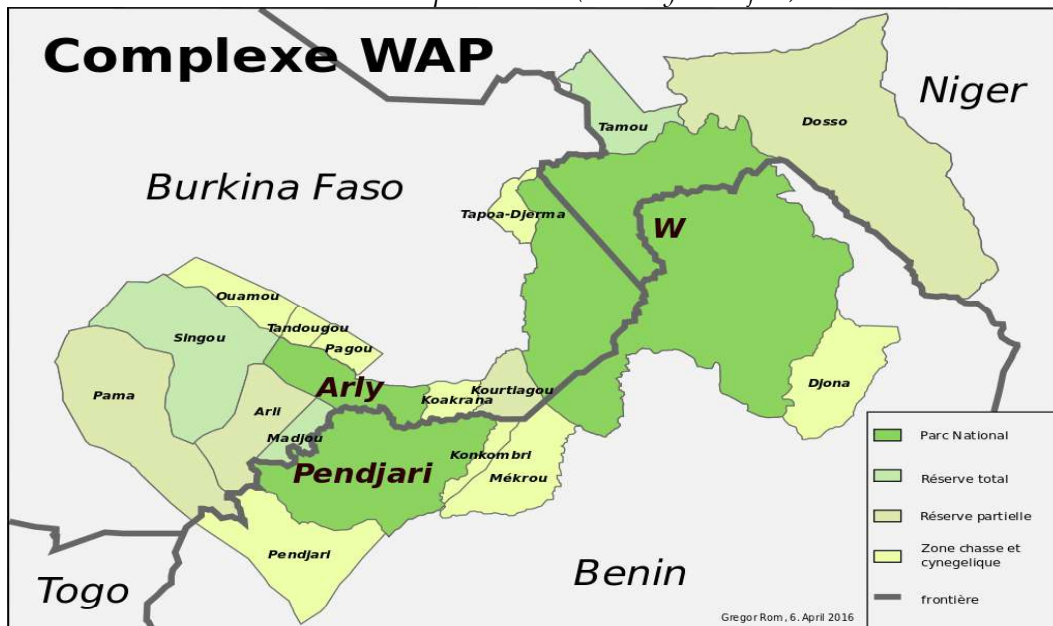 Complexe WAP
Niger
Tamou
Dosso
Burkina Faso
Tapoa-Djerma
W
Ouamou
Tandougou
Singou
Pagou
Arly
Kourtiagou
Koakrana
Djona
Pama
Arli
Madjou
Pendjari
Konkombri
Mékrou
Pendjari
Togo
Benin
Parc National
Réserve total
Réserve partielle
Zone chasse et
cynegelique
frontière
Gregor Rom, 6. April 2016